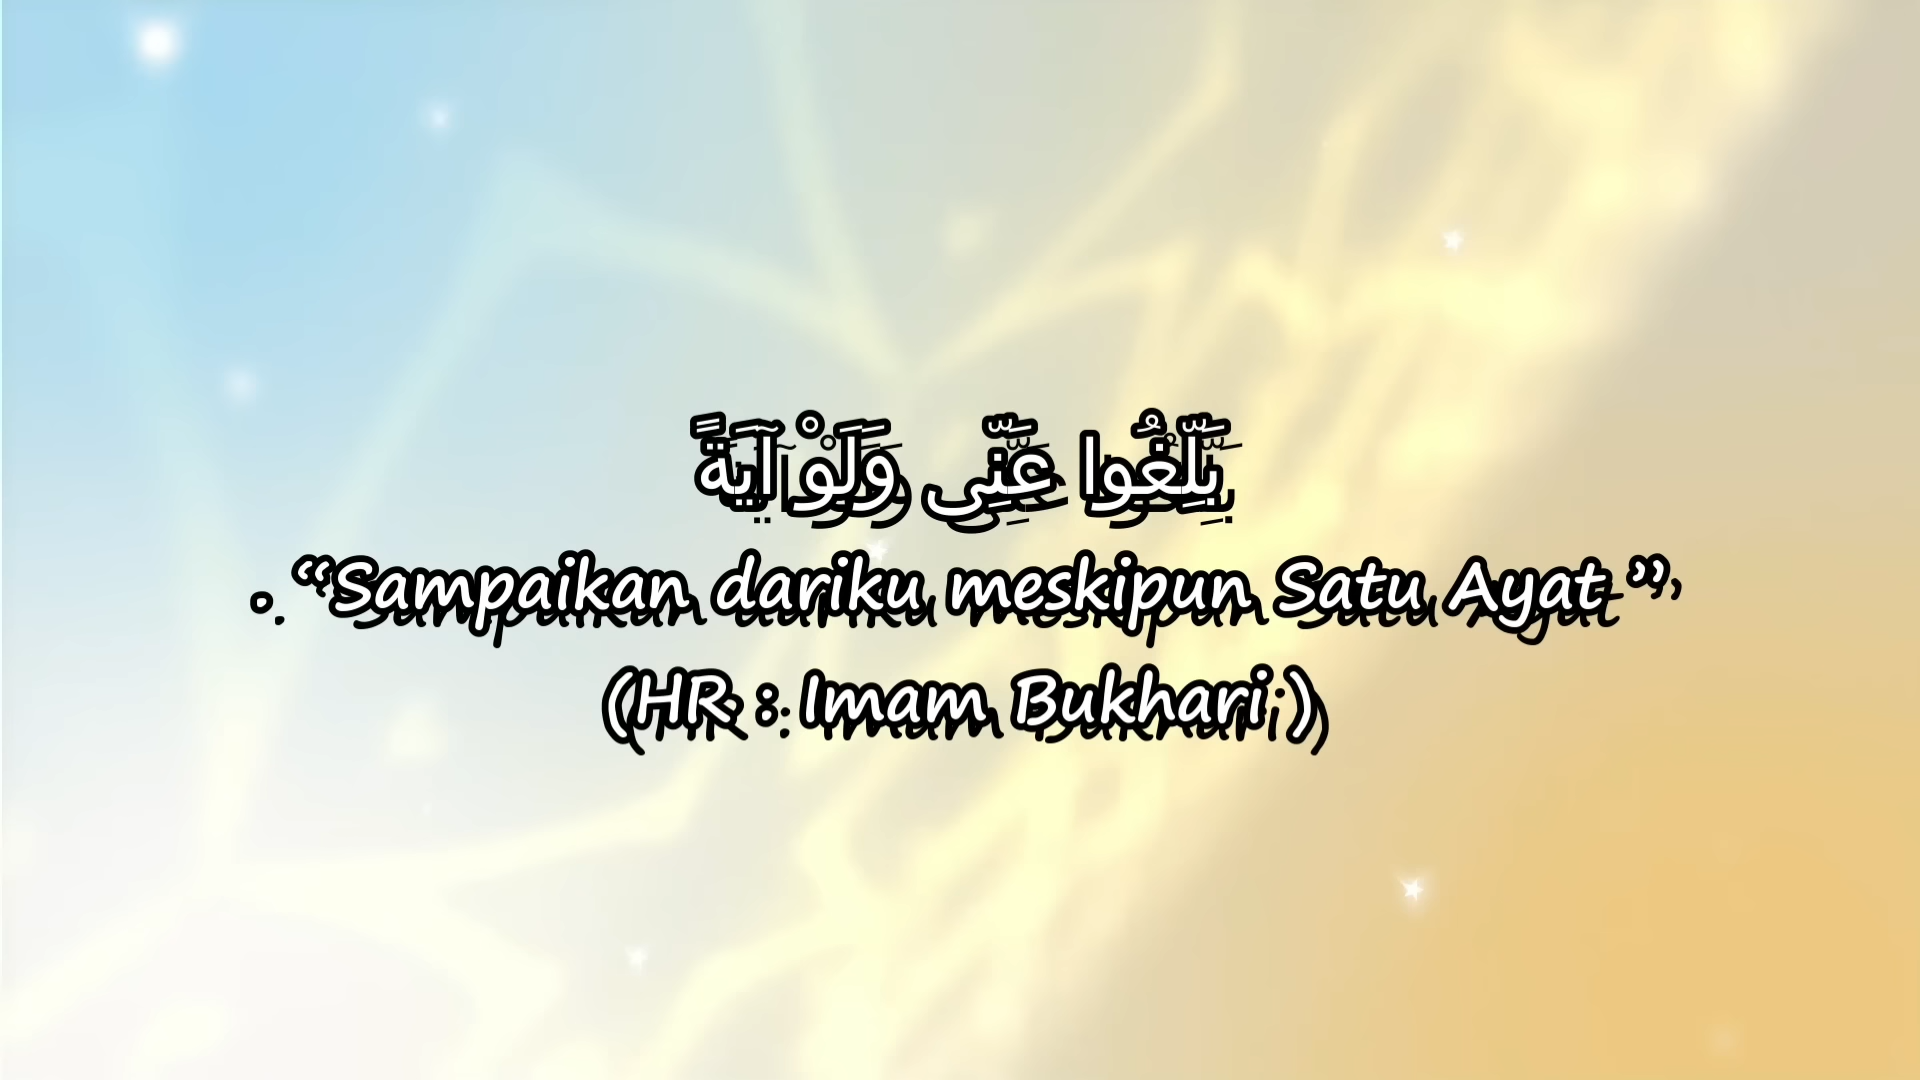 بَلِّغُوا عَنِّى وَلَوْ آيَةً
. “Sampaikan dariku meskipun Satu Ayat ”
(HR : Imam Bukhari )